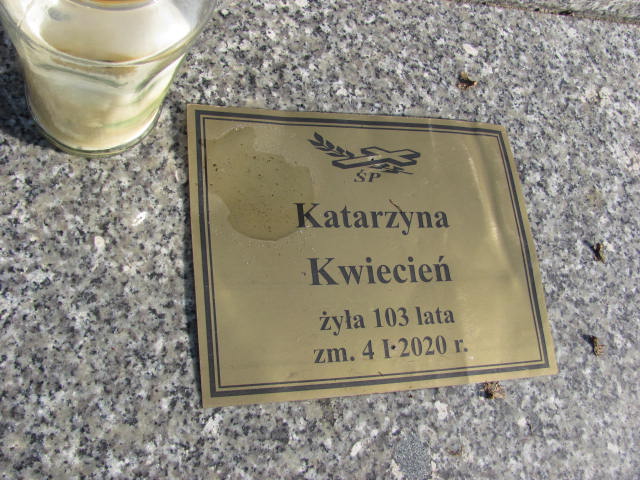 ŚP
Katarzyna
Kwiecień
żyła 103 lata
zm. 4 I 2020 r.